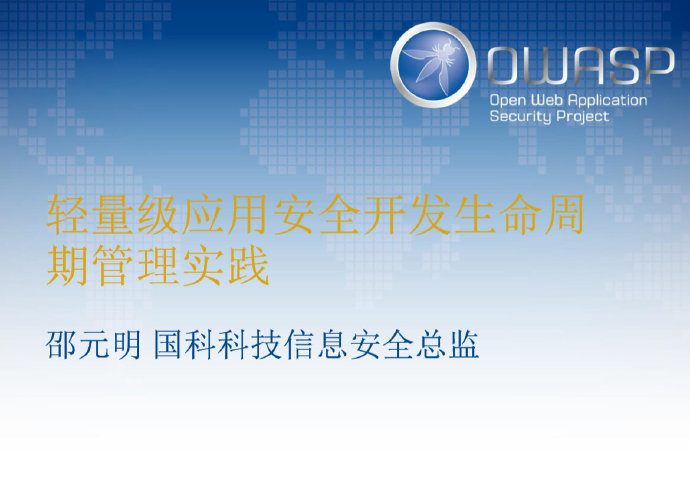 OWASP
Open Web Application
Security Project
轻量级应用安全开发生命周
期管理实践
邵元明 国科科技信息安全总监